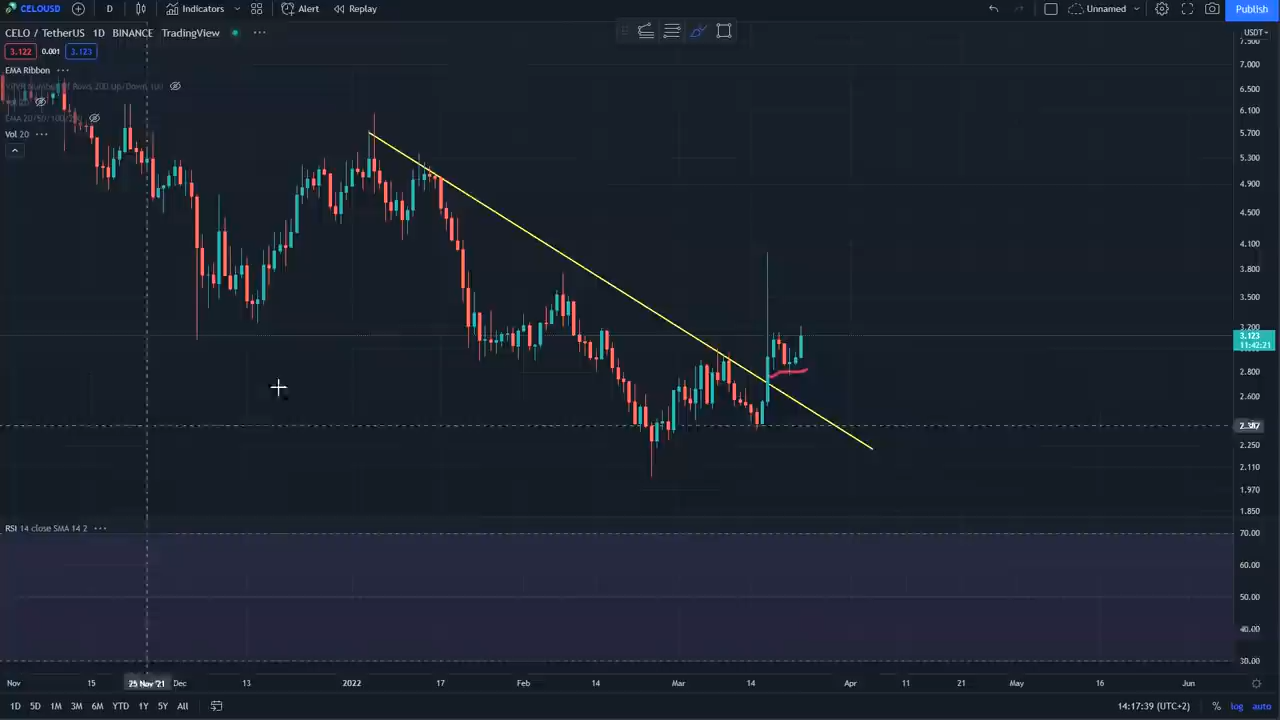 CELOUSD D Indicators Alert Replay Unnamed Publish
CELO / TetherUS 1D BINANCE TradingView
3.122 0.001 3.123
EMA Ribbon
Vol 20
USDT
7.000
6.500
6.100
5.700
5.300
4.900
4.500
4.100
3.800
3.500
3.200
3.123
11:42:21
2.800
2.600
2.250
2.110
1.970
1.850
RSI 14 close SMA 14 2
70.00
60.00
50.00
40.00
30.00
Nov 15 25 Nov '21 Dec 13 2022 17 Feb 14 Mar 14 Apr 11 21 May 16 Jun
1D 5D 1M 3M 6M YTD 1Y 5Y All 14:17:39 (UTC+2) % log auto